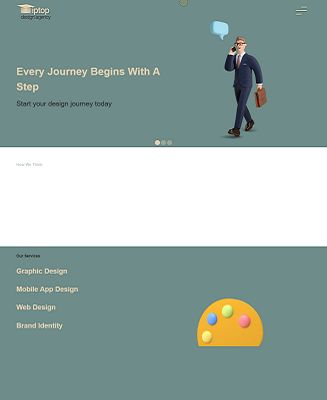 tiptop
design agency
Every Journey Begins With A
Step
Start your design journey today
How We Think
Our Services
Graphic Design
Mobile App Design
Web Design
Brand Identity